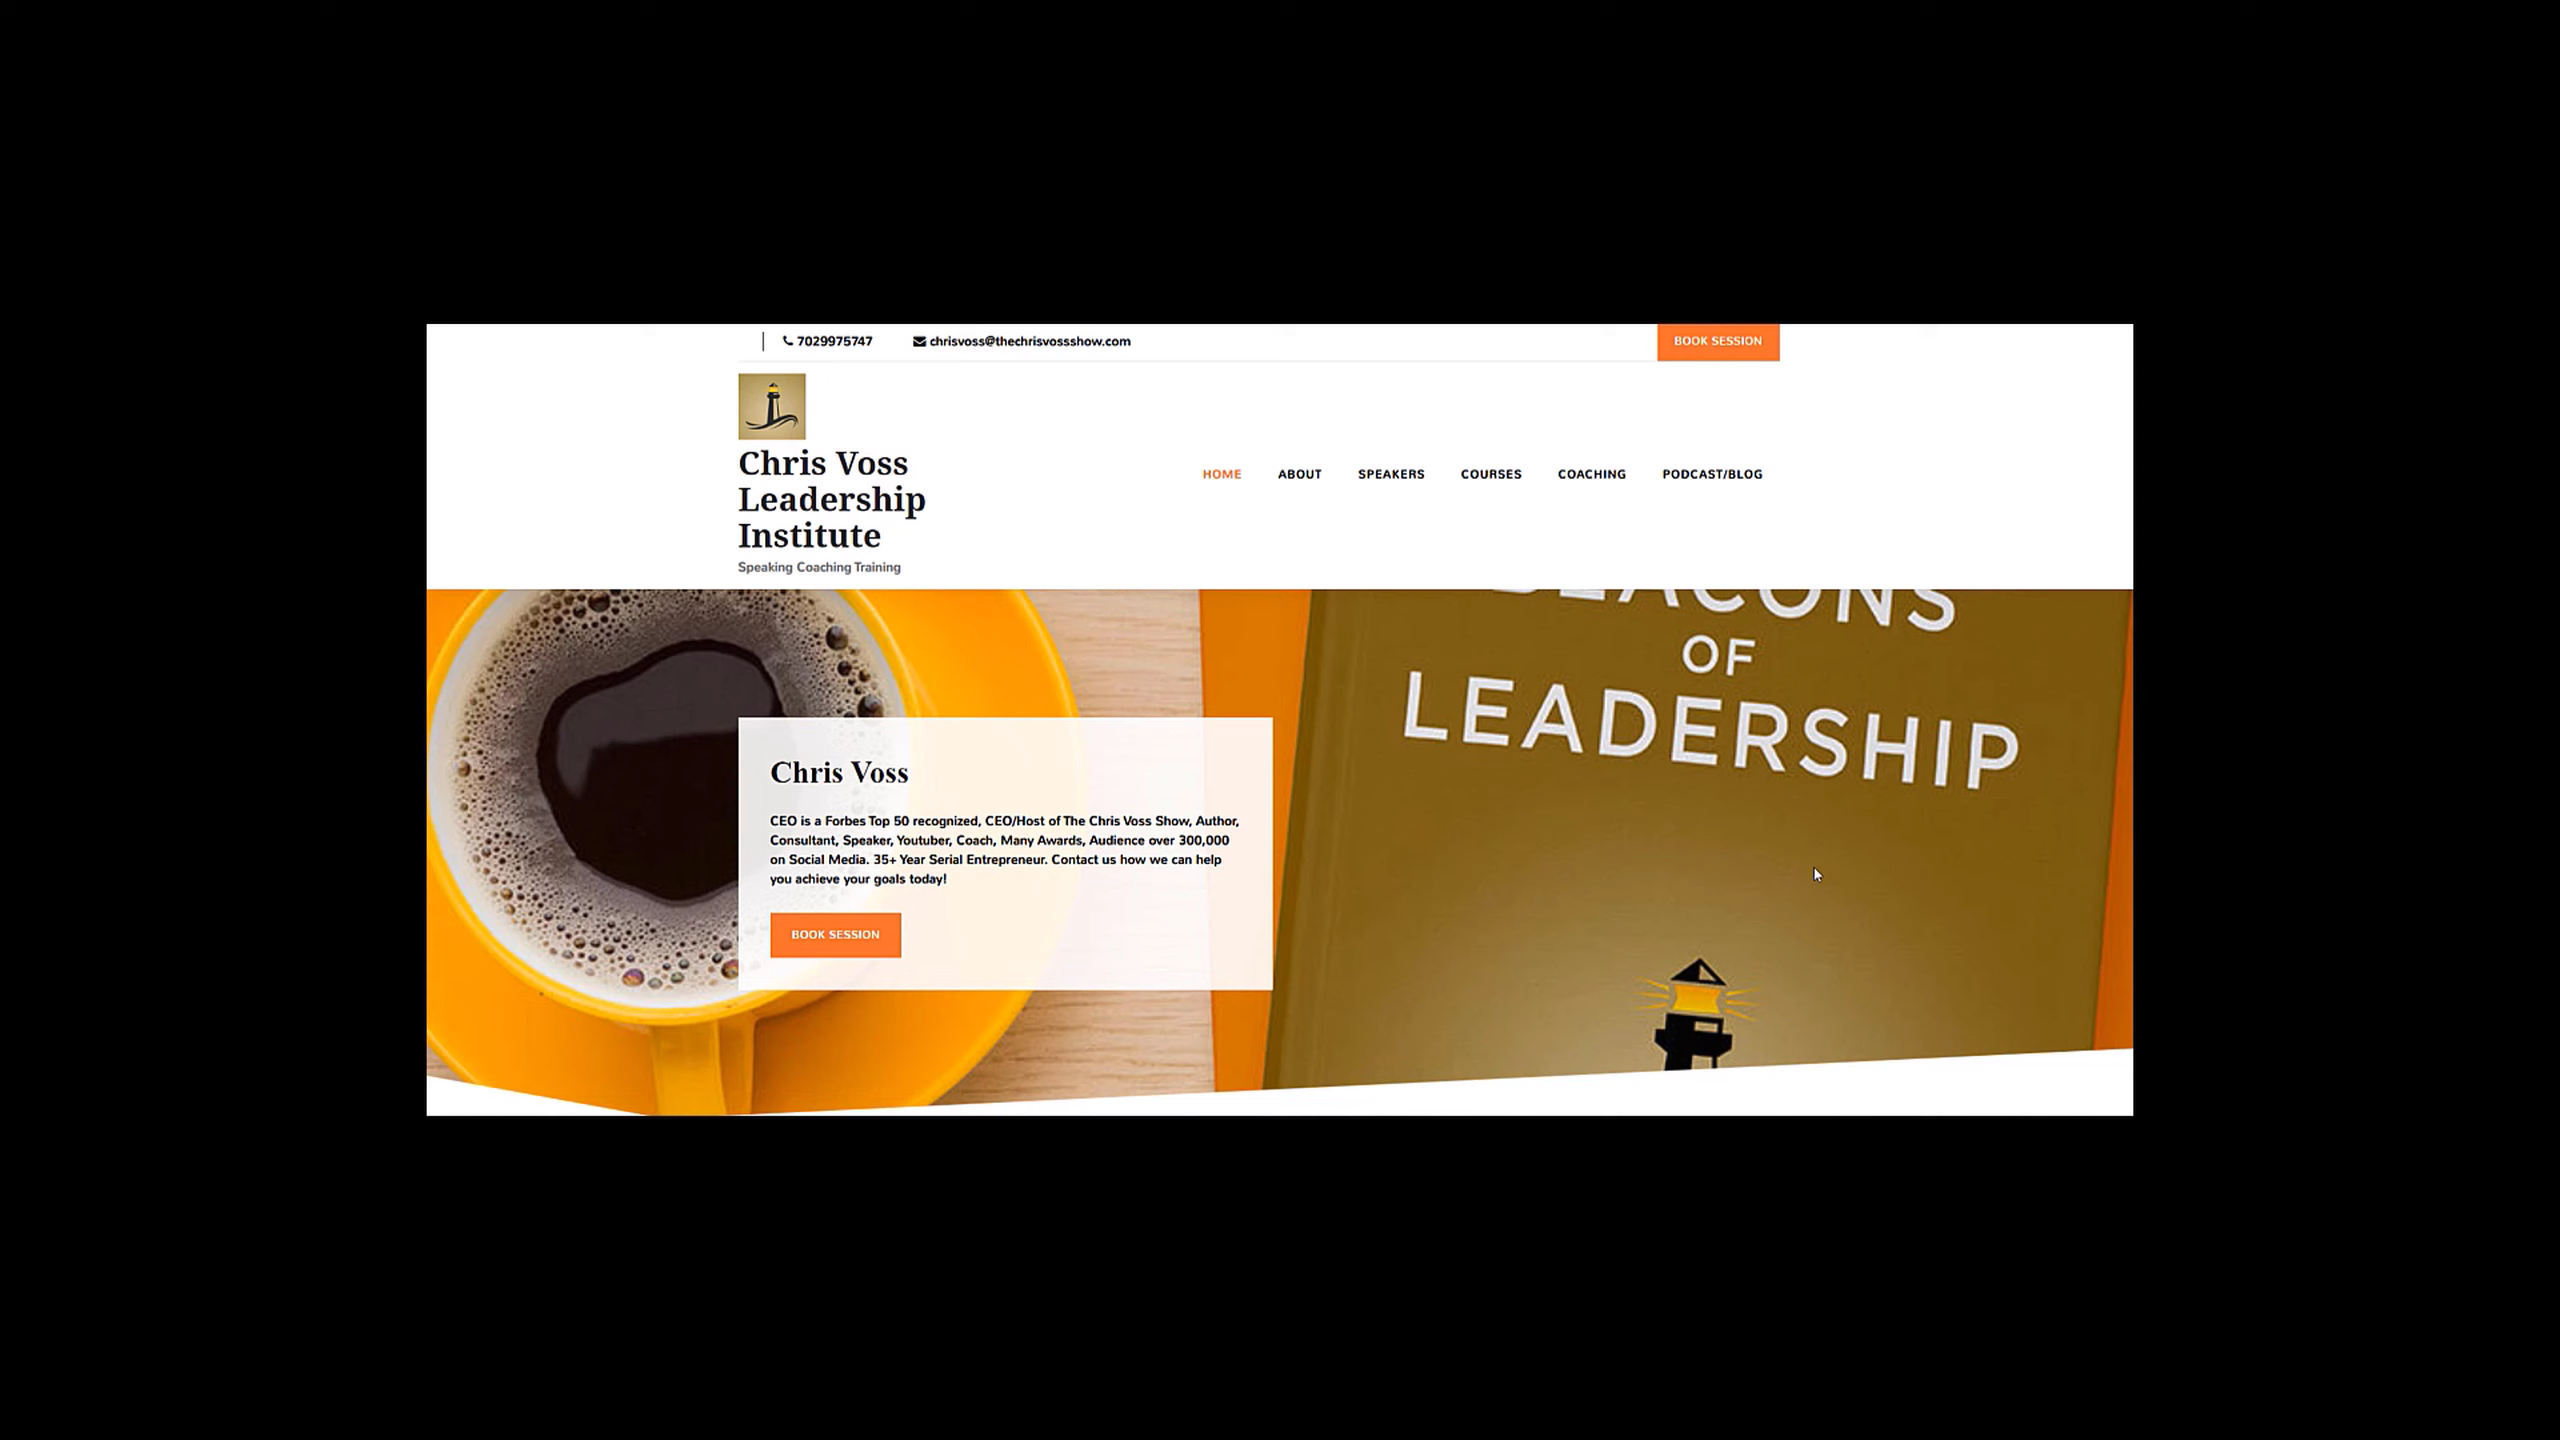 7029975747 chrisvoss@thechrisvossshow.com BOOK SESSION
Chris Voss
Leadership
Institute
Speaking Coaching Training
HOME ABOUT SPEAKERS COURSES COACHING PODCAST/BLOG
BEACONS
OF
LEADERSHIP
Chris Voss
CEO is a Forbes Top 50 recognized, CEO/Host of The Chris Voss Show, Author,
Consultant, Speaker, Youtuber, Coach, Many Awards, Audience over 300,000
on Social Media. 35+ Year Serial Entrepreneur. Contact us how we can help
you achieve your goals today!
BOOK SESSION